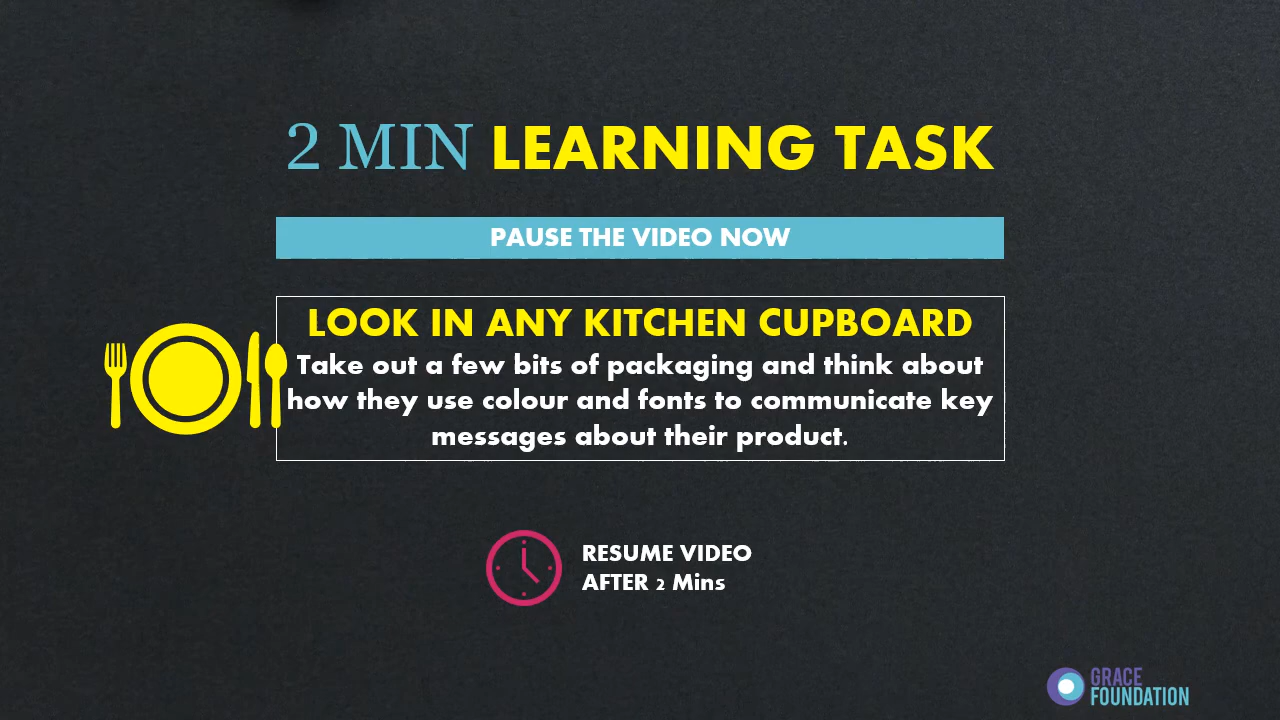 2 MIN LEARNING TASK
PAUSE THE VIDEO NOW
LOOK IN ANY KITCHEN CUPBOARD
Take out a few bits of packaging and think about
how they use colour and fonts to communicate key
messages about their product.
RESUME VIDEO
AFTER 2 Mins
GRACE
FOUNDATION